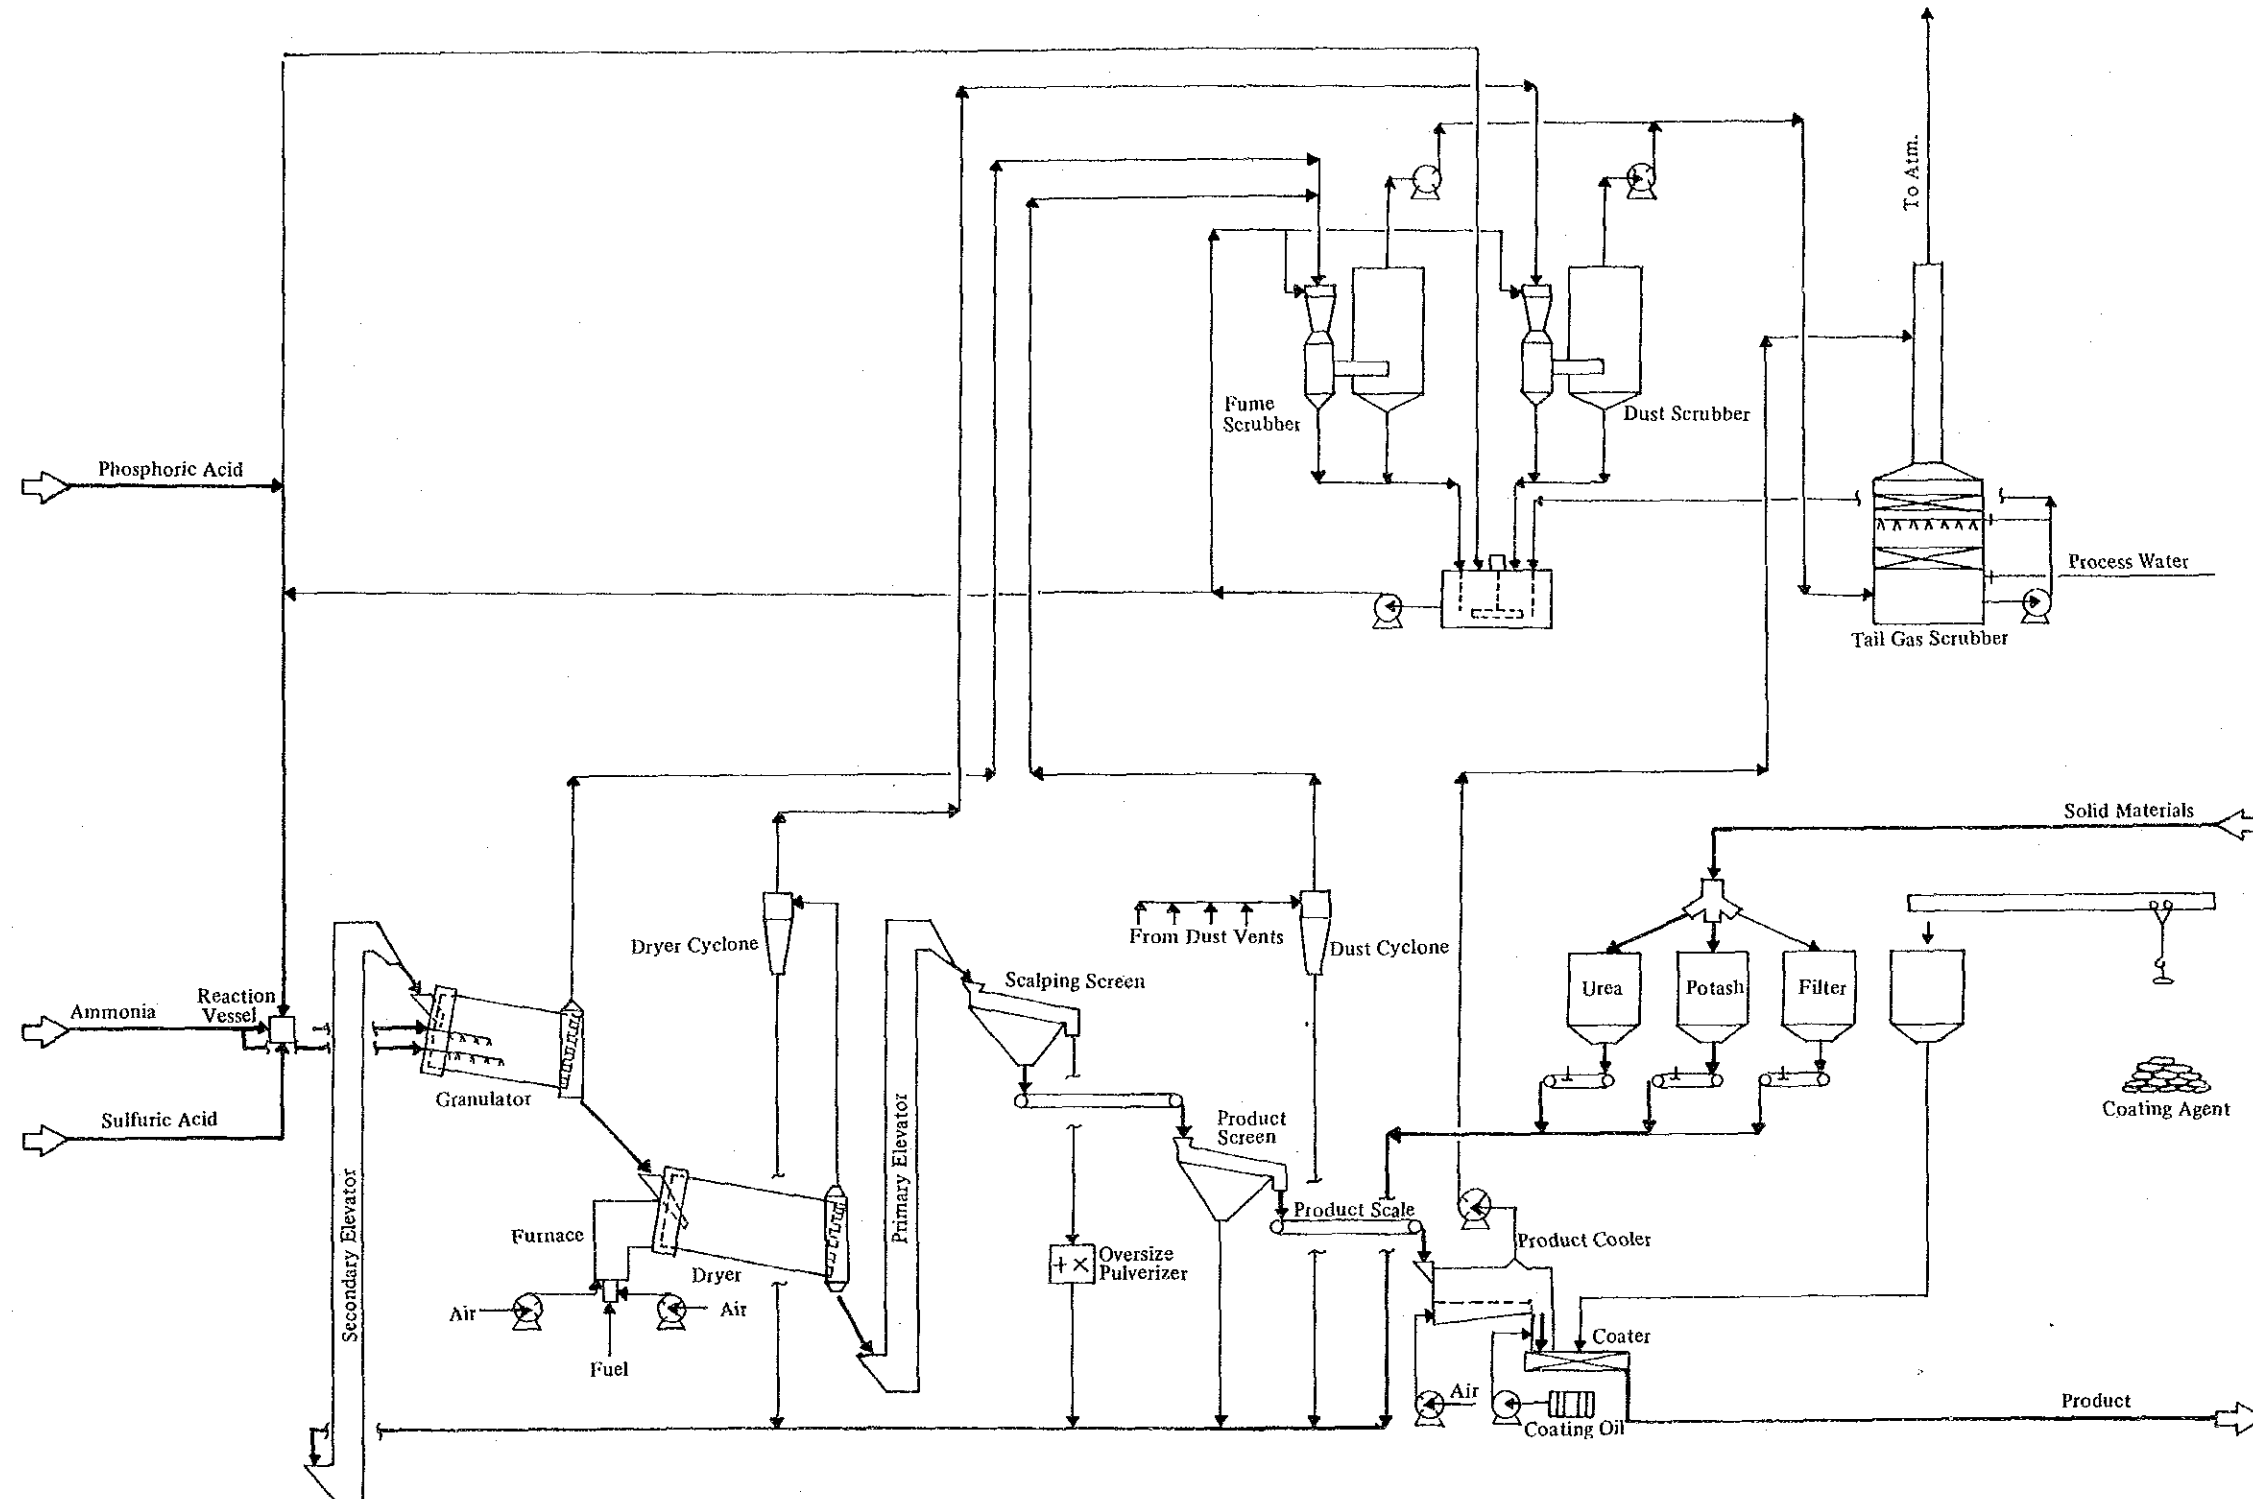 To Atm.
Fume
Scrubber
Dust Scrubber
Phosphoric Acid
Process Water
Tail Gas Scrubber
Solid Materials
Dryer Cyclone
From Dust Vents
Dust Cyclone
Scalping Screen
Urea
Potash
Filter
Reaction
Vessel
Ammonia
Granulator
Sulfuric Acid
Coating Agent
Product
Screen
Secondary Elevator
Primary Elevator
Product Scale
Furnace
Dryer
Oversize
Pulverizer
Product Cooler
Air
Air
Fuel
Coater
Air
Coating Oil
Product